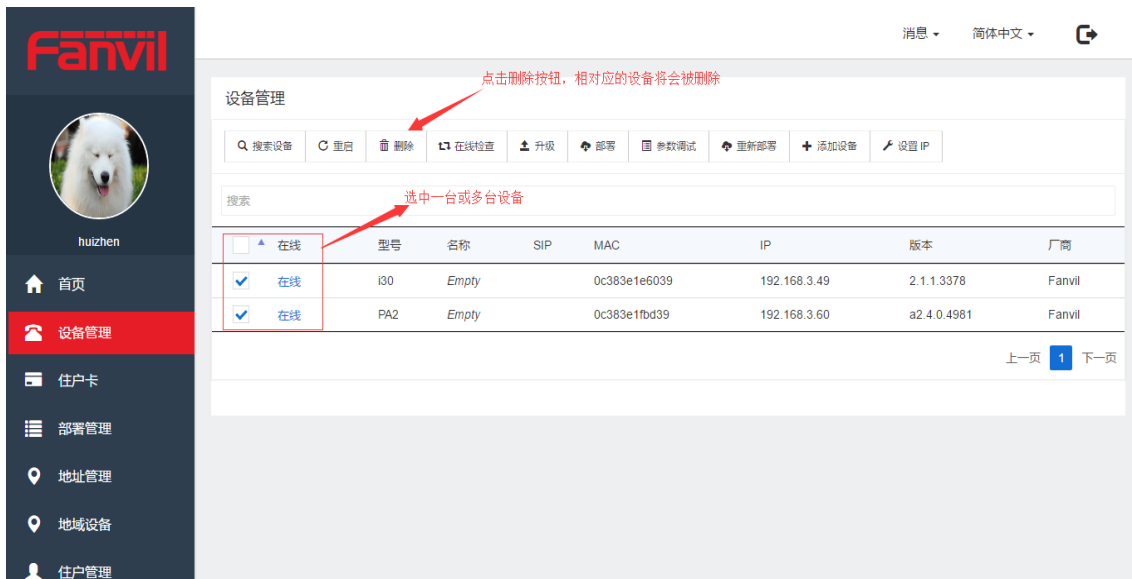 Fanvil
消息
简体中文
点击删除按钮，相对应的设备将会被删除
设备管理
搜索设备 重启 删除 在线检查 升级 部署 参数调试 重新部署 添加设备 设置 IP
搜索
选中一台或多台设备
huizhen
在线 型号 名称 SIP MAC IP 版本 厂商
在线 i30 Empty 0c383e1e6039 192.168.3.49 2.1.1.3378 Fanvil
在线 PA2 Empty 0c383e1fbd39 192.168.3.60 a2.4.0.4981 Fanvil
上一页 1 下一页
首页
设备管理
住户卡
部署管理
地址管理
地域设备
住户管理